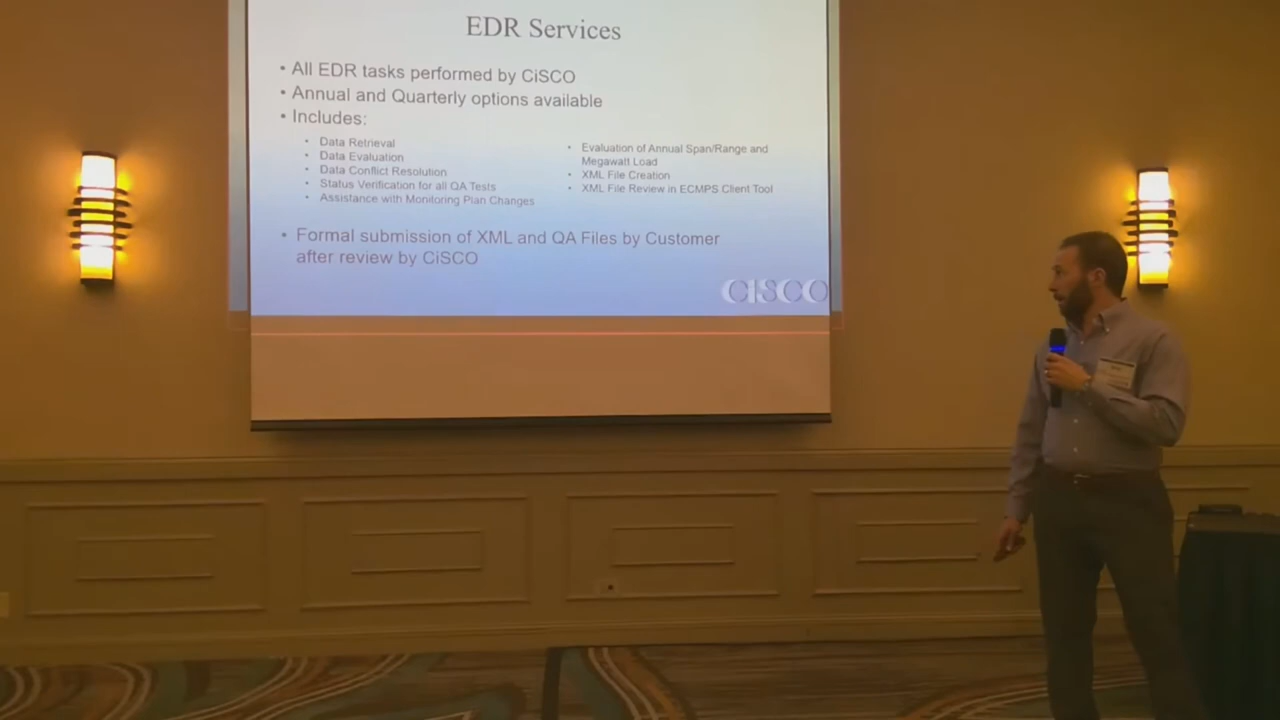 EDR Services
• All EDR tasks performed by CiSCO
• Annual and Quarterly options available
• Includes:
• Data Retrieval
• Data Evaluation
• Data Conflict Resolution
• Status Verification for all QA Tests
• Assistance with Monitoring Plan Changes
• Evaluation of Annual Span/Range and
Megawatt Load
• XML File Creation
• XML File Review in ECMPS Client Tool
• Formal submission of XML and QA Files by Customer
after review by CiSCO
CiSCO